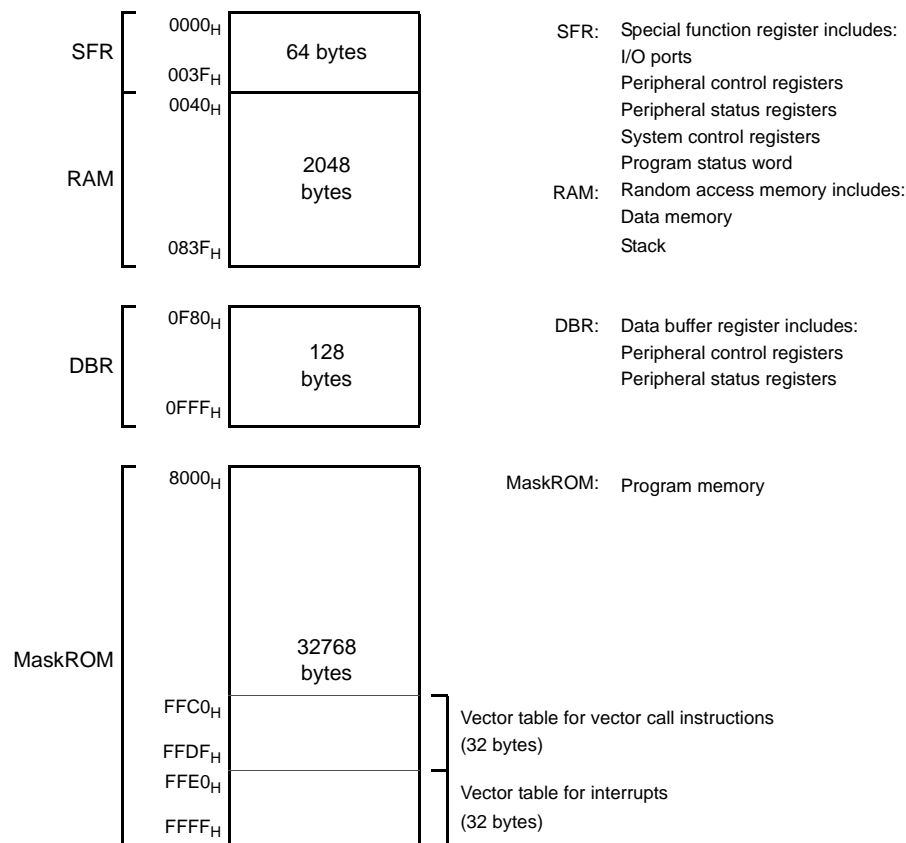 0000H
SFR
64 bytes
003FH
0040H
RAM
2048
bytes
083FH
SFR: Special function register includes:
I/O ports
Peripheral control registers
Peripheral status registers
System control registers
Program status word
RAM: Random access memory includes:
Data memory
Stack
0F80H
DBR
128
bytes
0FFFH
DBR: Data buffer register includes:
Peripheral control registers
Peripheral status registers
8000H
MaskROM: Program memory
MaskROM
32768
bytes
FFC0H
FFDFH
Vector table for vector call instructions
(32 bytes)
FFE0H
FFFFH
Vector table for interrupts
(32 bytes)